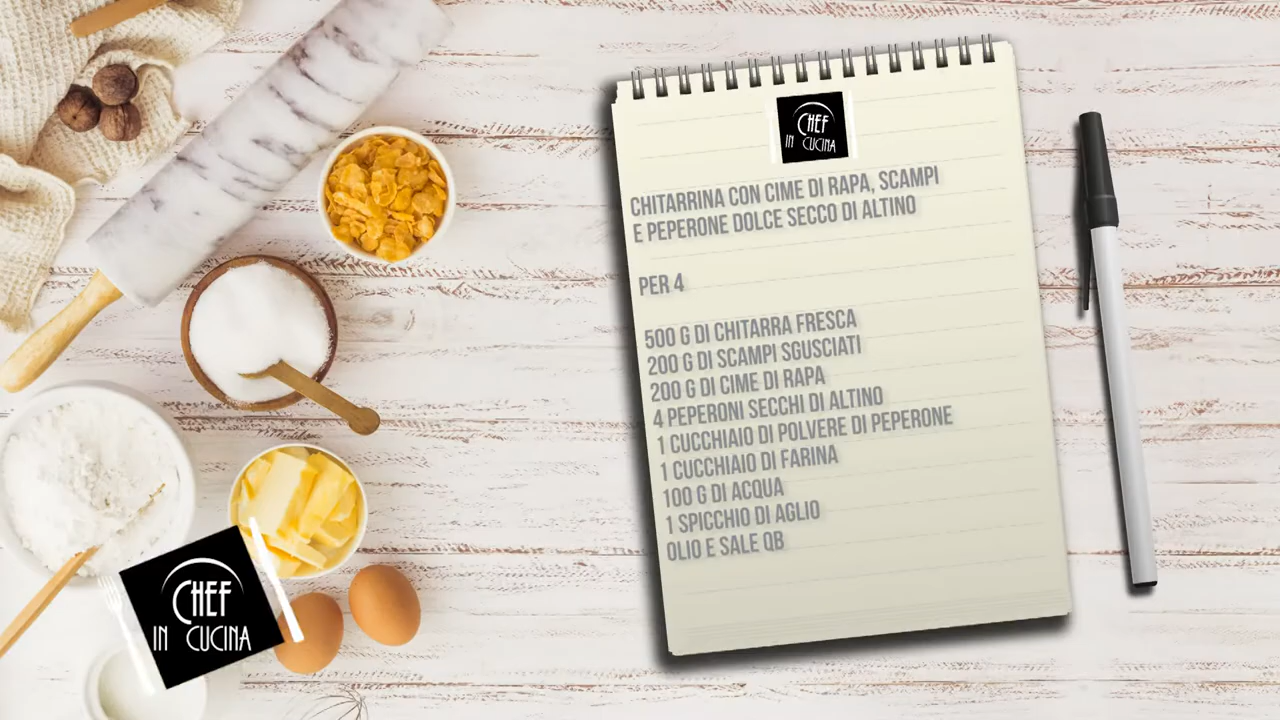 CHEF
IN CUCINA
CHITARRINA CON CIME DI RAPA, SCAMPI
E PEPERONE DOLCE SECCO DI ALTINO
PER 4
500 G DI CHITARRA FRESCA
200 G DI SCAMPI SGUSCIATI
200 G DI CIME DI RAPA
4 PEPERONI SECCHI DI ALTINO
1 CUCCHIAIO DI POLVERE DI PEPERONE
1 CUCCHIAIO DI FARINA
100 G DI ACQUA
1 SPICCHIO DI AGLIO
OLIO E SALE QB
CHEF
IN CUCINA